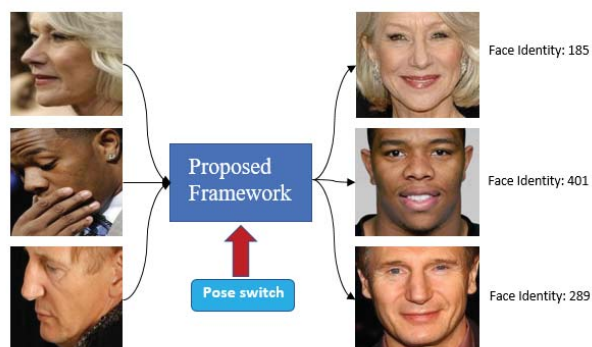 Face Identity: 185
Proposed
Framework
Face Identity: 401
Pose switch
Face Identity: 289